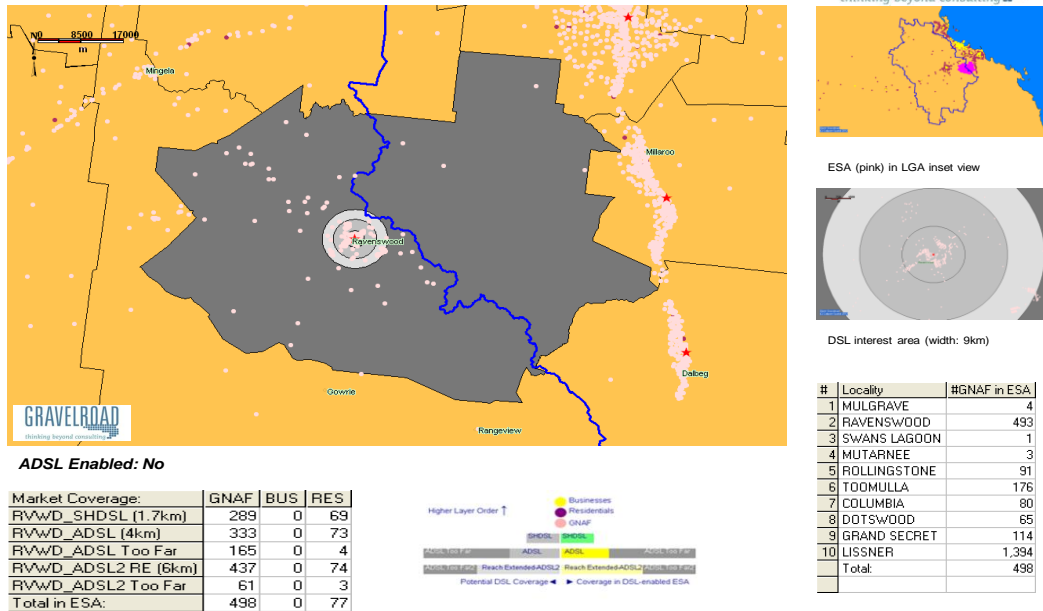 thinking beyond consulting
N0 8500 17000
m
Mingela
Millaroo
Ravenswood
Dalbeg
Gowrie
Rangeview
GRAVELROAD
thinking beyond consulting
ESA (pink) in LGA inset view
DSL interest area (width: 9km)
ADSL Enabled: No
Market Coverage: GNAF BUS RES
RVWD_SHDSL (1.7km) 289 0 69
RVWD_ADSL (4km) 333 0 73
RVWD_ADSL Too Far 165 0 4
RVWD_ADSL2 RE (6km) 437 0 74
RVWD_ADSL2 Too Far 61 0 3
Total in ESA: 498 0 77
Higher Layer Order ↑
Businesses
Residentials
GNAF
SHDSL SHDSL
ADSL Too Far ADSL ADSL ADSL Too Far
ADSL Too Far2 Reach Extended-ADSL2 Reach Extended-ADSL2 ADSL Too Far2
Potential DSL Coverage ◄ ► Coverage in DSL-enabled ESA
# Locality #GNAF in ESA
1 MULGRAVE 4
2 RAVENSWOOD 493
3 SWANS LAGOON 1
4 MUTARNEE 3
5 ROLLINGSTONE 91
6 TOOMULLA 176
7 COLUMBIA 80
8 DOTSWOOD 65
9 GRAND SECRET 114
10 LISSNER 1,394
Total: 498